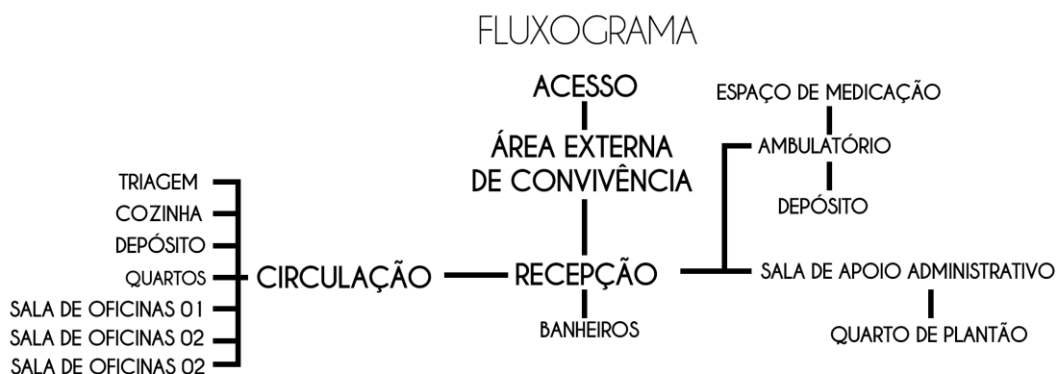 FLUXOGRAMA
ACESSO
ÁREA EXTERNA
DE CONVIVÊNCIA
RECEPÇÃO
BANHEIROS
CIRCULAÇÃO
TRIAGEM
COZINHA
DEPÓSITO
QUARTOS
SALA DE OFICINAS 01
SALA DE OFICINAS 02
SALA DE OFICINAS 02
ESPAÇO DE MEDICAÇÃO
AMBULATÓRIO
DEPÓSITO
SALA DE APOIO ADMINISTRATIVO
QUARTO DE PLANTÃO